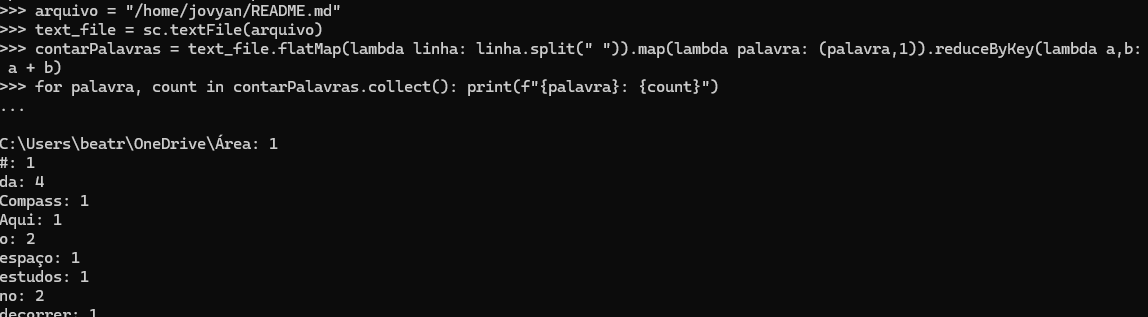 >>> arquivo = "/home/jovyan/README.md"
>>> text_file = sc.textFile(arquivo)
>>> contarPalavras = text_file.flatMap(lambda linha: linha.split(" ")).map(lambda palavra: (palavra,1)).reduceByKey(lambda a,b:
 a + b)
>>> for palavra, count in contarPalavras.collect(): print(f"{palavra}: {count}")
...
C:\Users\beatr\OneDrive\Área: 1
#: 1
da: 4
Compass: 1
Aqui: 1
o: 2
espaço: 1
estudos: 1
no: 2
decorrer: 1